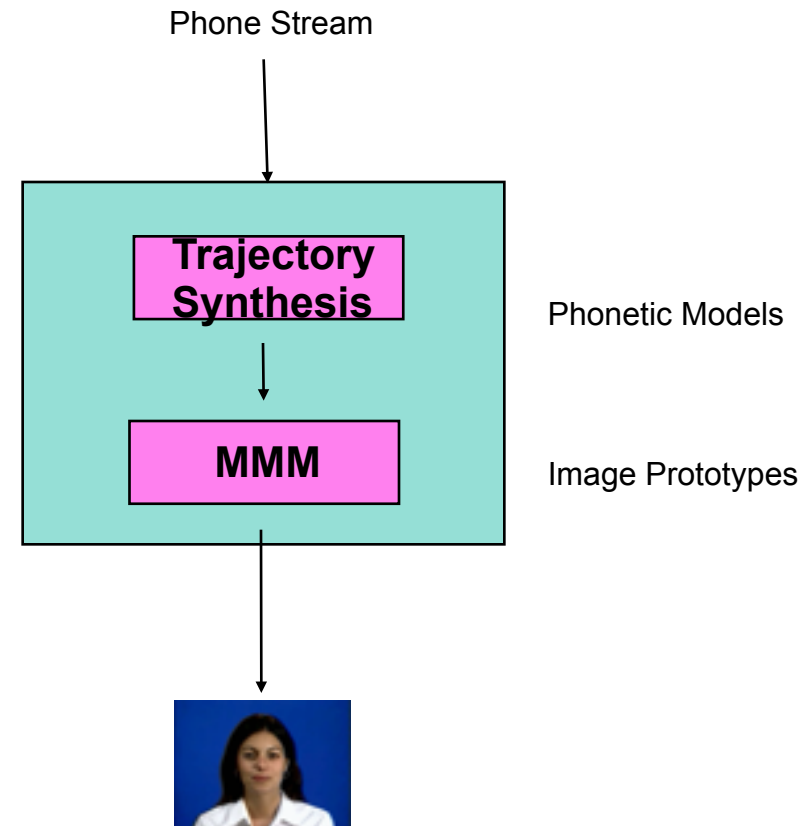 Phone Stream
Trajectory
Synthesis
Phonetic Models
MMM
Image Prototypes